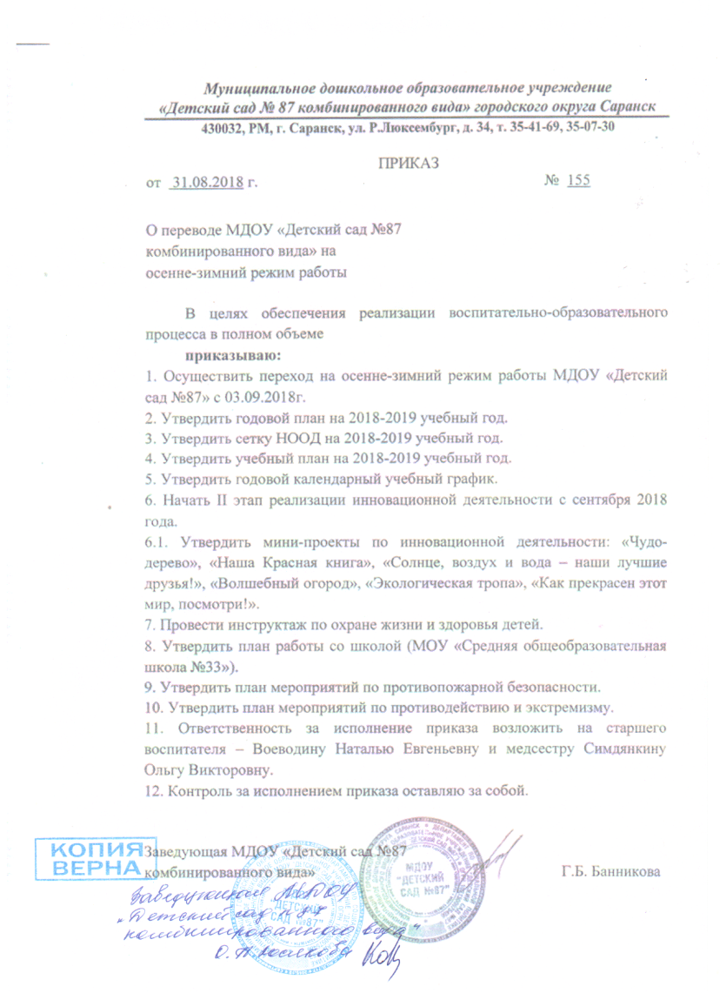 Муниципальное дошкольное образовательное учреждение
«Детский сад № 87 комбинированного вида» городского округа Саранск
430032, РМ, г. Саранск, ул. Р.Люксембург, д. 34, т. 35-41-69, 35-07-30
ПРИКАЗ
от 31.08.2018 г. № 155
О переводе МДОУ «Детский сад №87
комбинированного вида» на
осенне-зимний режим работы
В целях обеспечения реализации воспитательно-образовательного
процесса в полном объеме
приказываю:
1. Осуществить переход на осенне-зимний режим работы МДОУ «Детский
сад №87» с 03.09.2018г.
2. Утвердить годовой план на 2018-2019 учебный год.
3. Утвердить сетку НООД на 2018-2019 учебный год.
4. Утвердить учебный план на 2018-2019 учебный год.
5. Утвердить годовой календарный учебный график.
6. Начать II этап реализации инновационной деятельности с сентября 2018
года.
6.1. Утвердить мини-проекты по инновационной деятельности: «Чудо-
дерево», «Наша Красная книга», «Солнце, воздух и вода – наши лучшие
друзья!», «Волшебный огород», «Экологическая тропа», «Как прекрасен этот
мир, посмотри!».
7. Провести инструктаж по охране жизни и здоровья детей.
8. Утвердить план работы со школой (МОУ «Средняя общеобразовательная
школа №33»).
9. Утвердить план мероприятий по противопожарной безопасности.
10. Утвердить план мероприятий по противодействию и экстремизму.
11. Ответственность за исполнение приказа возложить на старшего
воспитателя – Воеводину Наталью Евгеньевну и медсестру Симдянкину
Ольгу Викторовну.
12. Контроль за исполнением приказа оставляю за собой.
КОПИЯ
ВЕРНА
Заведующая МДОУ «Детский сад №87
комбинированного вида» Г.Б. Банникова
МДОУ
"ДЕТСКИЙ
САД №87"
ДЕТСКИЙ
САД №87"
Заведующая МДОУ
„Детский сад
комбинированного вида"